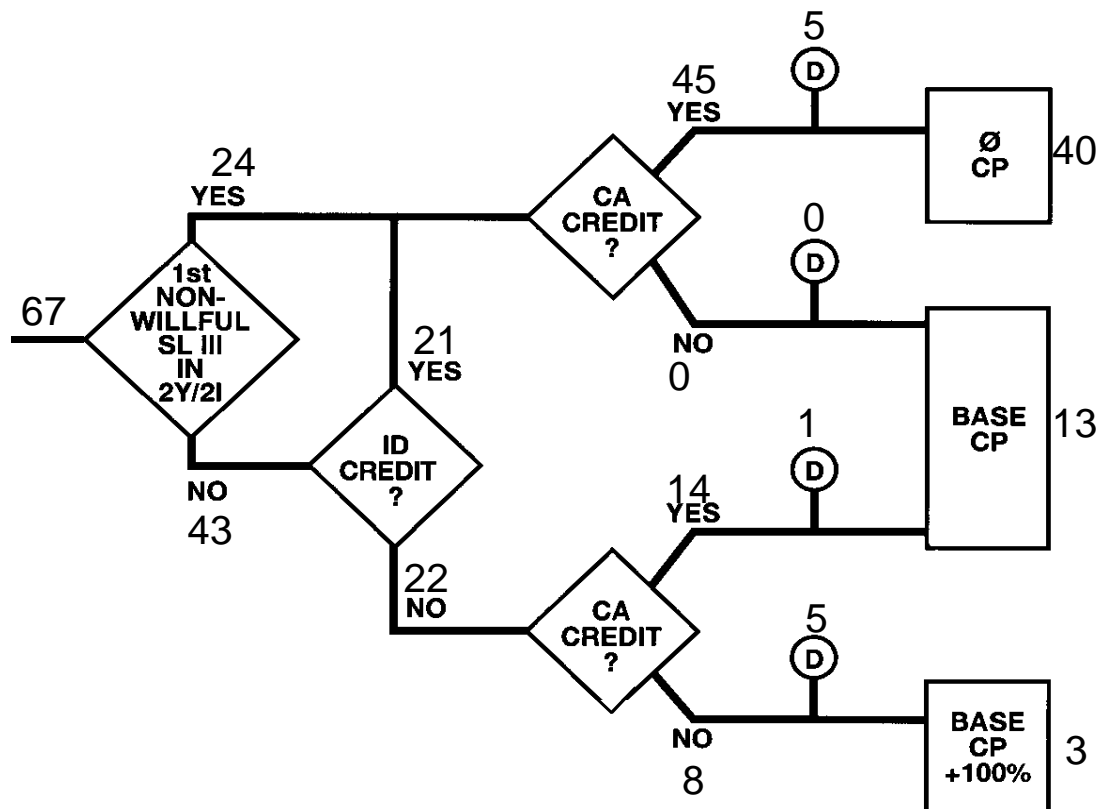 5
D
45
YES
Ø
CP
40
24
YES
CA
CREDIT
?
0
D
1st
NON-
WILLFUL
SL III
IN
2Y/2I
67
21
YES
NO
0
BASE
CP
13
1
D
ID
CREDIT
?
NO
43
14
YES
22
NO
CA
CREDIT
?
5
D
NO
8
BASE
CP
+100%
3